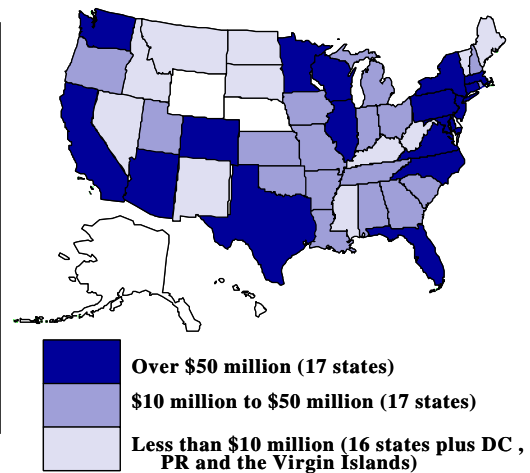 Over $50 million (17 states)
$10 million to $50 million (17 states)
Less than $10 million (16 states plus DC ,
PR and the Virgin Islands)